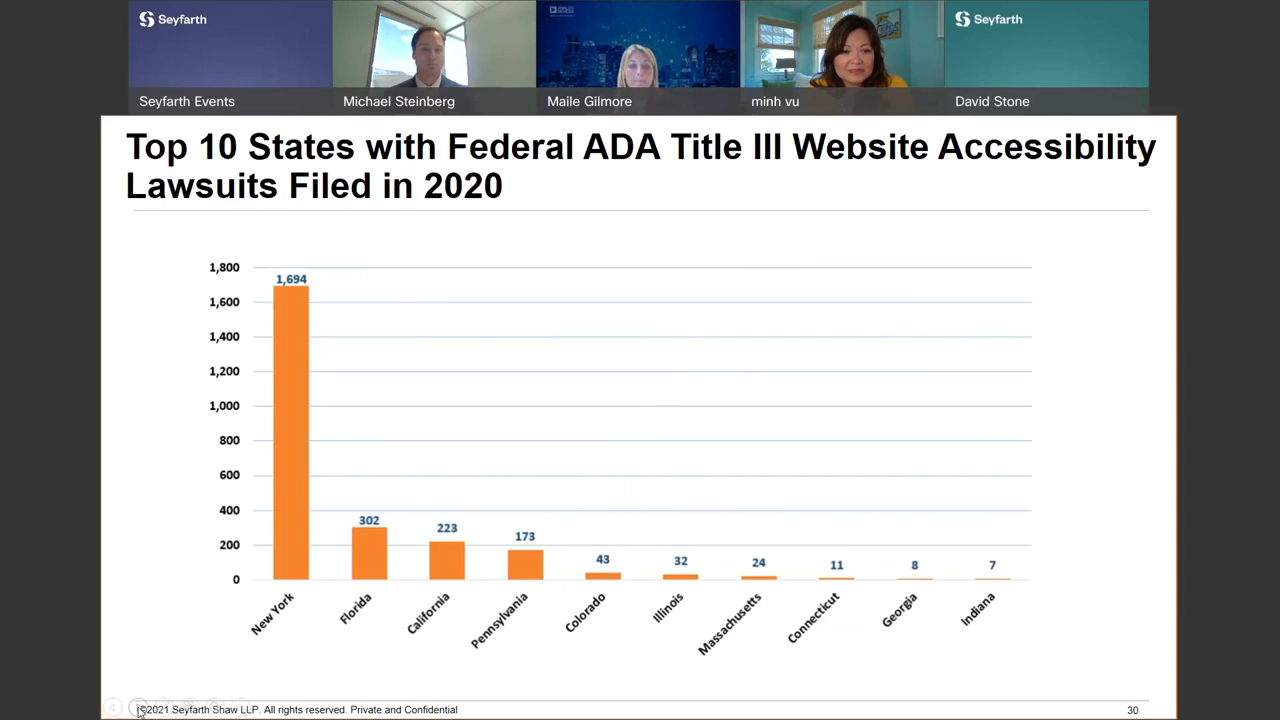 Seyfarth
ANALOG DEVICES
Seyfarth
Seyfarth Events
Michael Steinberg
Maile Gilmore
minh vu
David Stone
Top 10 States with Federal ADA Title III Website Accessibility
Lawsuits Filed in 2020
1,800
1,600
1,400
1,200
1,000
800
600
400
200
0
1,694
302
223
173
43
32
24
11
8
7
New York
Florida
California
Pennsylvania
Colorado
Illinois
Massachusetts
Connecticut
Georgia
Indiana
©2021 Seyfarth Shaw LLP. All rights reserved. Private and Confidential
30